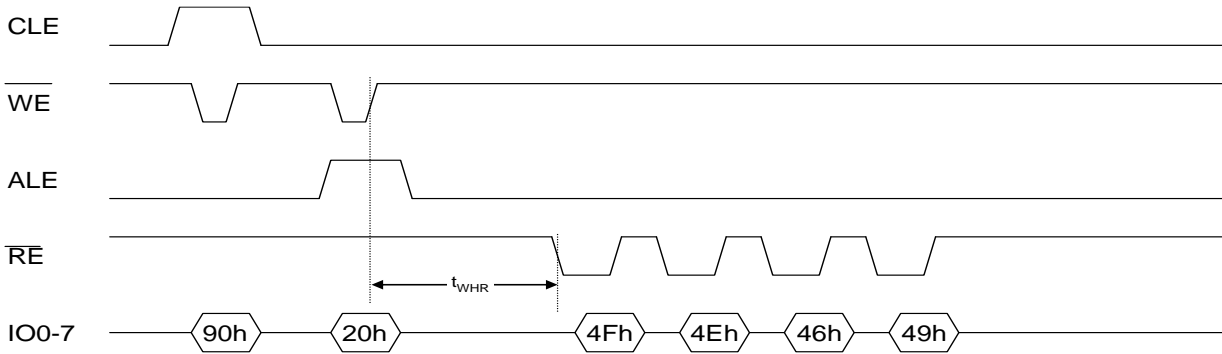 CLE
WE
ALE
RE
tWHR
IO0-7 90h 20h 4Fh 4Eh 46h 49h